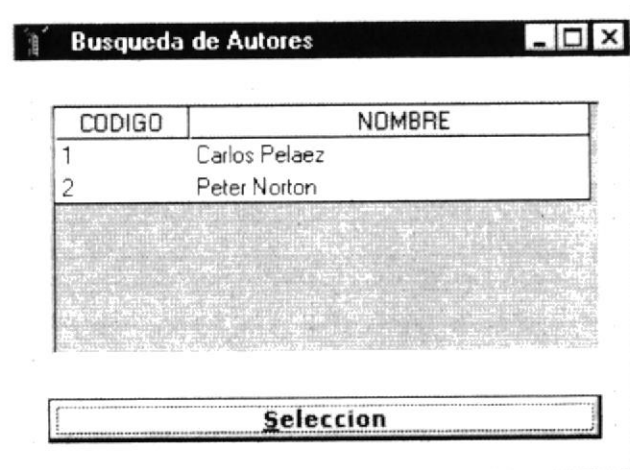 Busqueda de Autores
CODIGO NOMBRE
1 Carlos Pelaez
2 Peter Norton
Seleccion